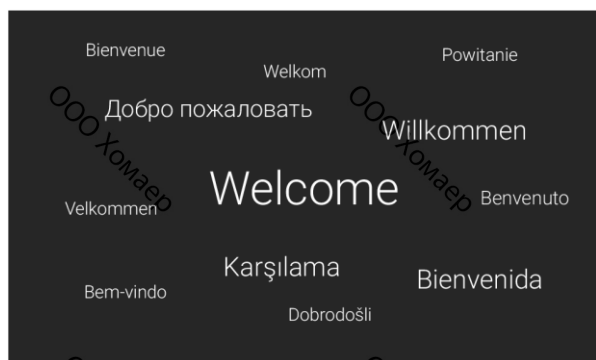 Bienvenue
Powitanie
Welkom
Добро пожаловать
Willkommen
ООО Хомаер
ООО Хомаер
Welcome
Benvenuto
Velkommen
Karşılama
Bienvenida
Bem-vindo
Dobrodošli